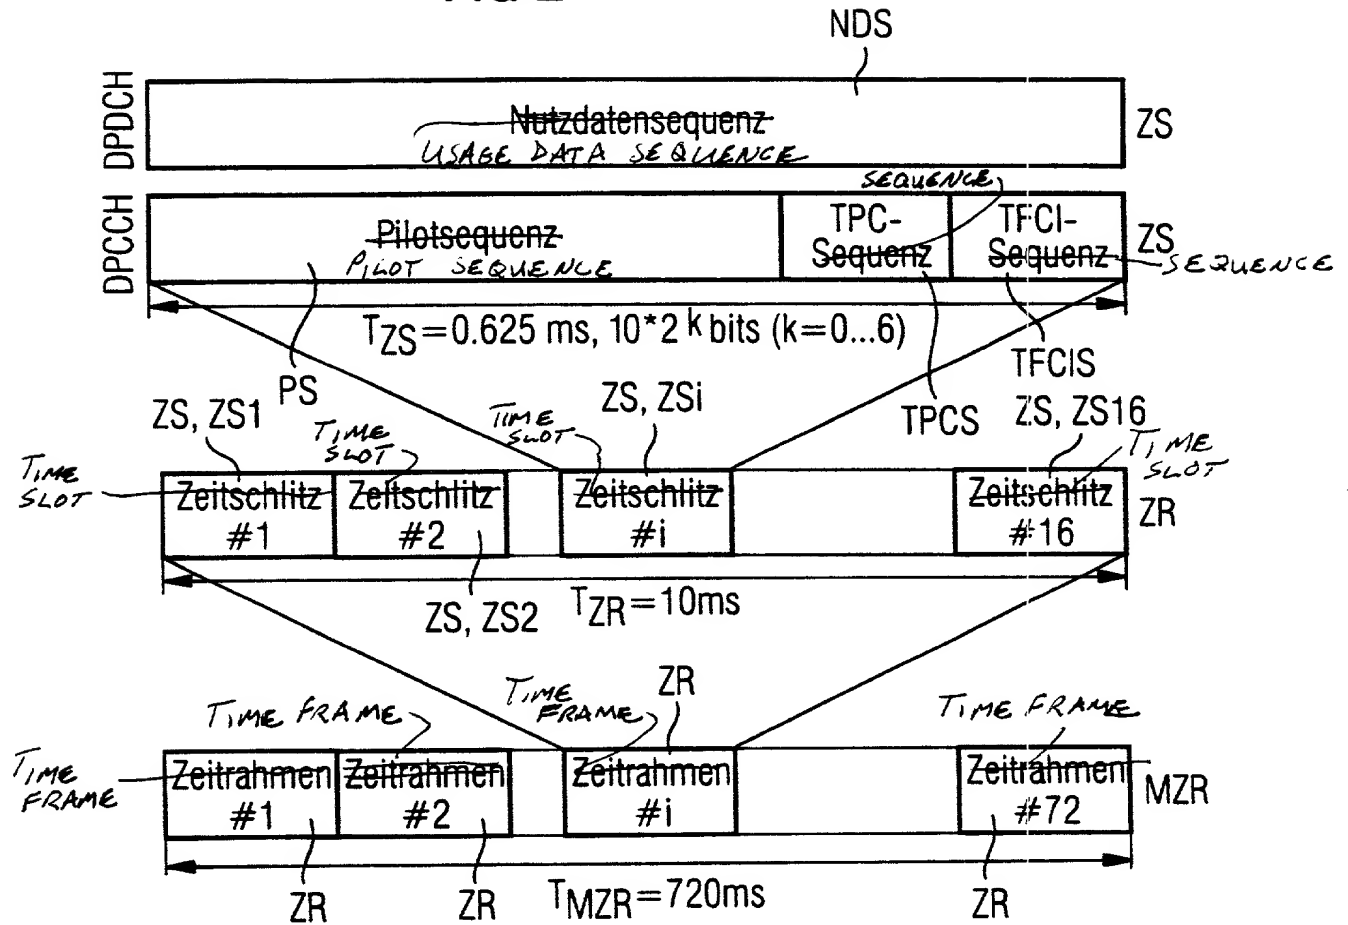 NDS
DPDCH
Nutzdatensequenz
USAGE DATA SEQUENCE
ZS
SEQUENCE
DPCCH
Pilotsequenz
PILOT SEQUENCE
TPC-
Sequenz
TFCI-
Sequenz
ZS
SEQUENCE
TZS=0.625 ms, 10*2 k bits (k=0...6)
PS
TFCIS
TPCS
ZS, ZS1
TIME
SLOT
TIME
SLOT
ZS, ZSi
ZS, ZS16
TIME
SLOT
TIME
SLOT
Zeitschlitz
#1
Zeitschlitz
#2
Zeitschlitz
#i
Zeitschlitz
#16
ZR
ZS, ZS2
TZR=10ms
TIME FRAME
TIME
FRAME
ZR
TIME FRAME
TIME
FRAME
Zeitrahmen
#1
Zeitrahmen
#2
Zeitrahmen
#i
Zeitrahmen
#72
MZR
ZR
ZR
TMZR=720ms
ZR